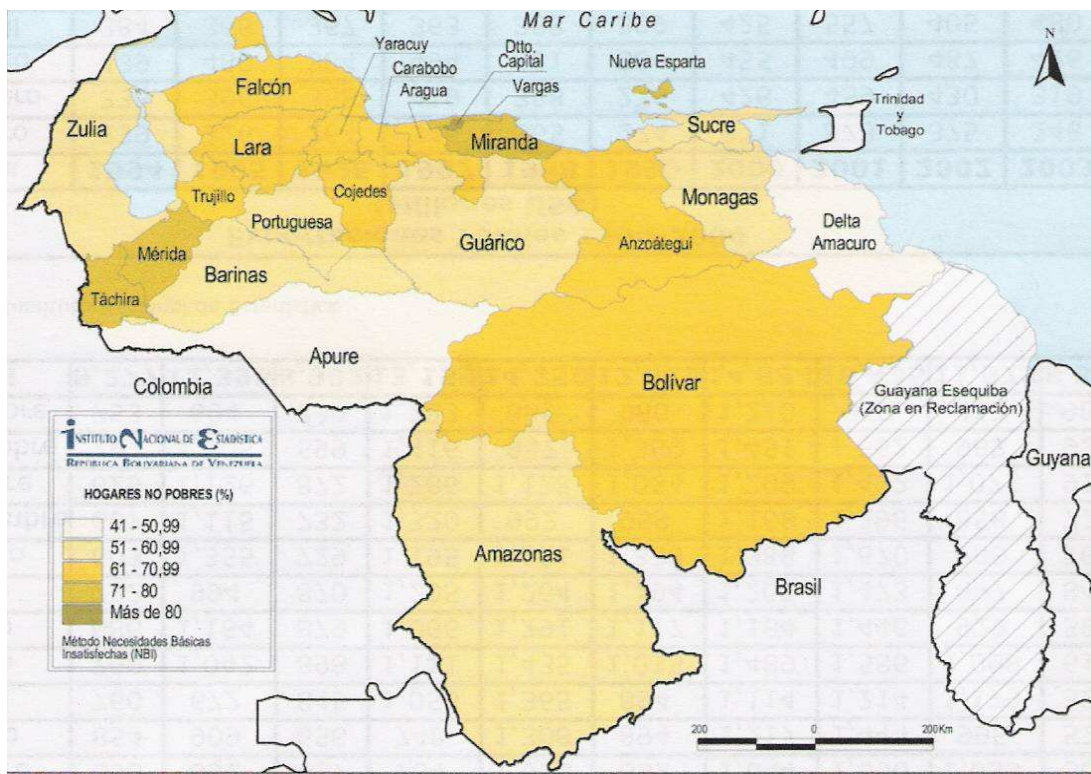 Mar Caribe
N
Yaracuy
Carabobo
Aragua
Dtto.
Capital
Vargas
Nueva Esparta
Trinidad
y
Tobago
Falcón
Zulia
Lara
Miranda
Sucre
Trujillo
Cojedes
Portuguesa
Monagas
Delta
Amacuro
Guárico
Anzoátegui
Mérida
Barinas
Táchira
Apure
Colombia
Bolívar
Guayana Esequiba
(Zona en Reclamación)
Guyana
Amazonas
Brasil
INSTITUTO NACIONAL DE ESTADÍSTICA
REPÚBLICA BOLIVARIANA DE VENEZUELA
HOGARES NO POBRES (%)
41 - 50,99
51 - 60,99
61 - 70,99
71 - 80
Más de 80
Método Necesidades Básicas
Insatisfechas (NBI)
200 0 200 Km